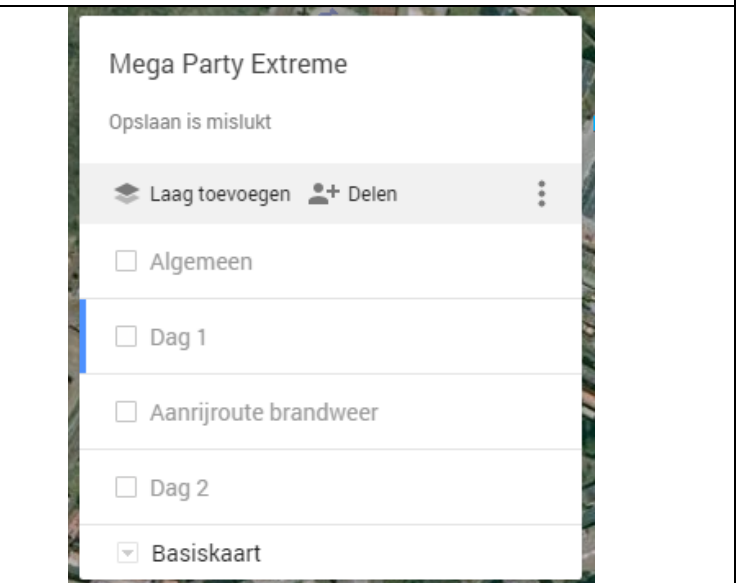 Mega Party Extreme
Opslaan is mislukt
Laag toevoegen Delen
Algemeen
Dag 1
Aanrijroute brandweer
Dag 2
Basiskaart